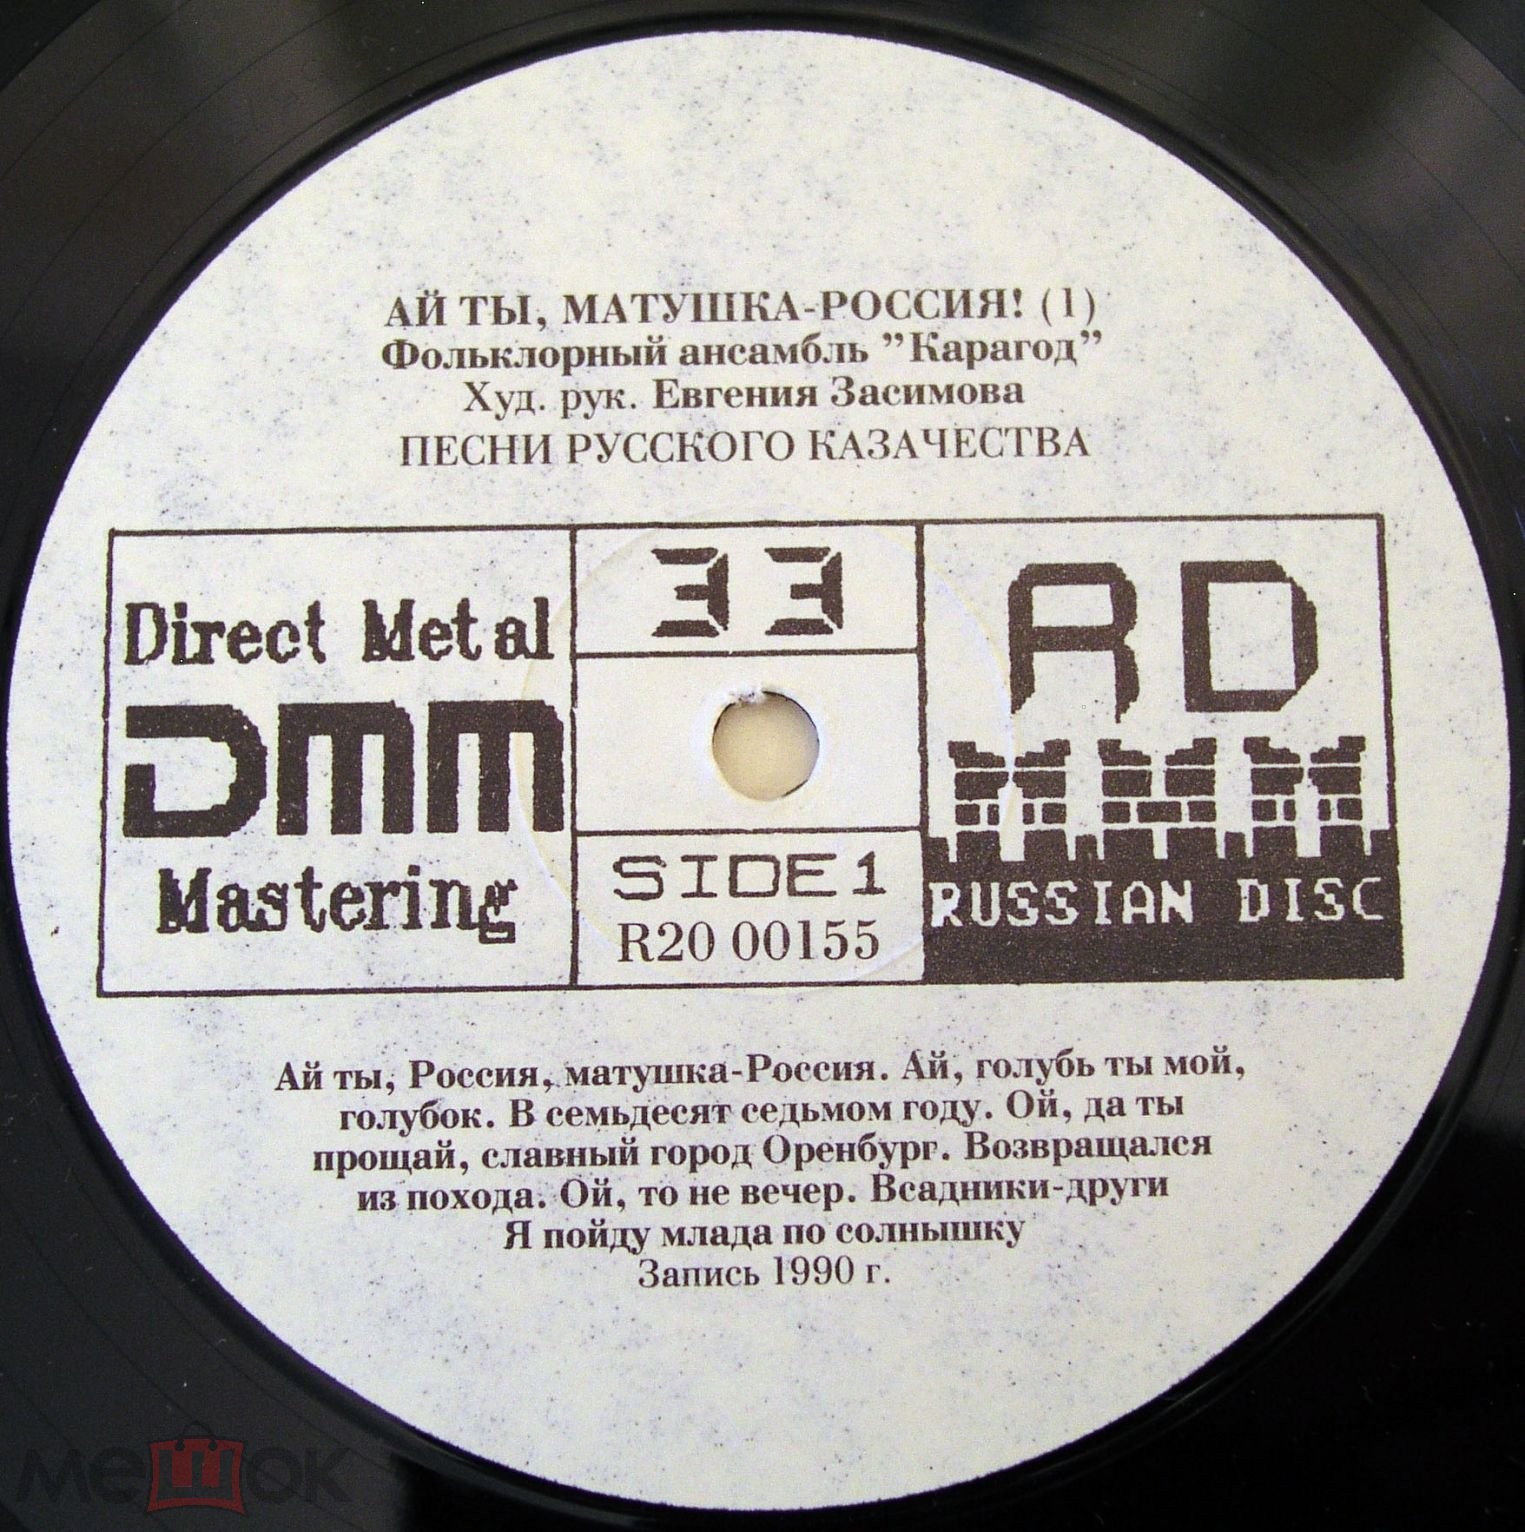 АЙ ТЫ, МАТУШКА-РОССИЯ! (1)
Фольклорный ансамбль "Карагод"
Худ. рук. Евгения Засимова
ПЕСНИ РУССКОГО КАЗАЧЕСТВА
Direct Metal
DMM
Mastering
33
SIDE 1
R20 00155
RD
RUSSIAN DISC
Ай ты, Россия, матушка-Россия. Ай, голубь ты мой,
голубок. В семьдесят седьмом году. Ой, да ты
прощай, славный город Оренбург. Возвращался
из похода. Ой, то не вечер. Всадники-други
Я пойду млада по солнышку
Запись 1990 г.
мешок